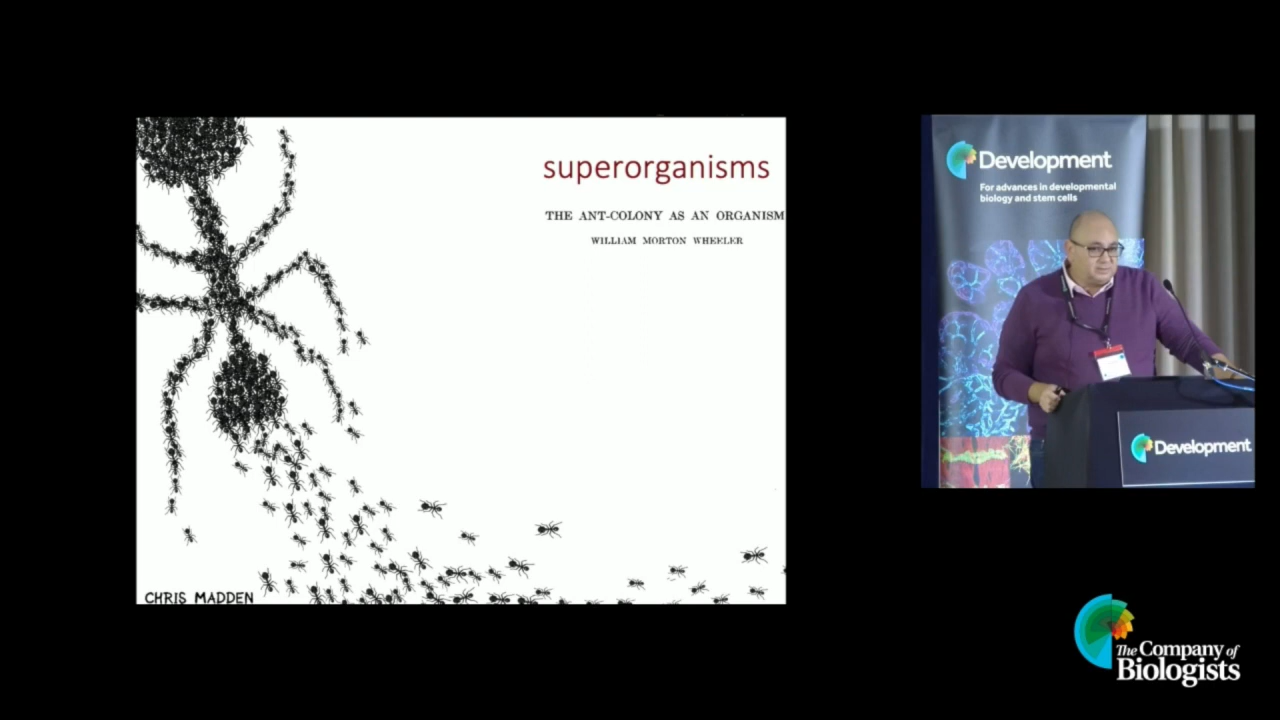 superorganisms
THE ANT-COLONY AS AN ORGANISM
WILLIAM MORTON WHEELER
CHRIS MADDEN
Development
For advances in developmental
biology and stem cells
Development
The Company of
Biologists